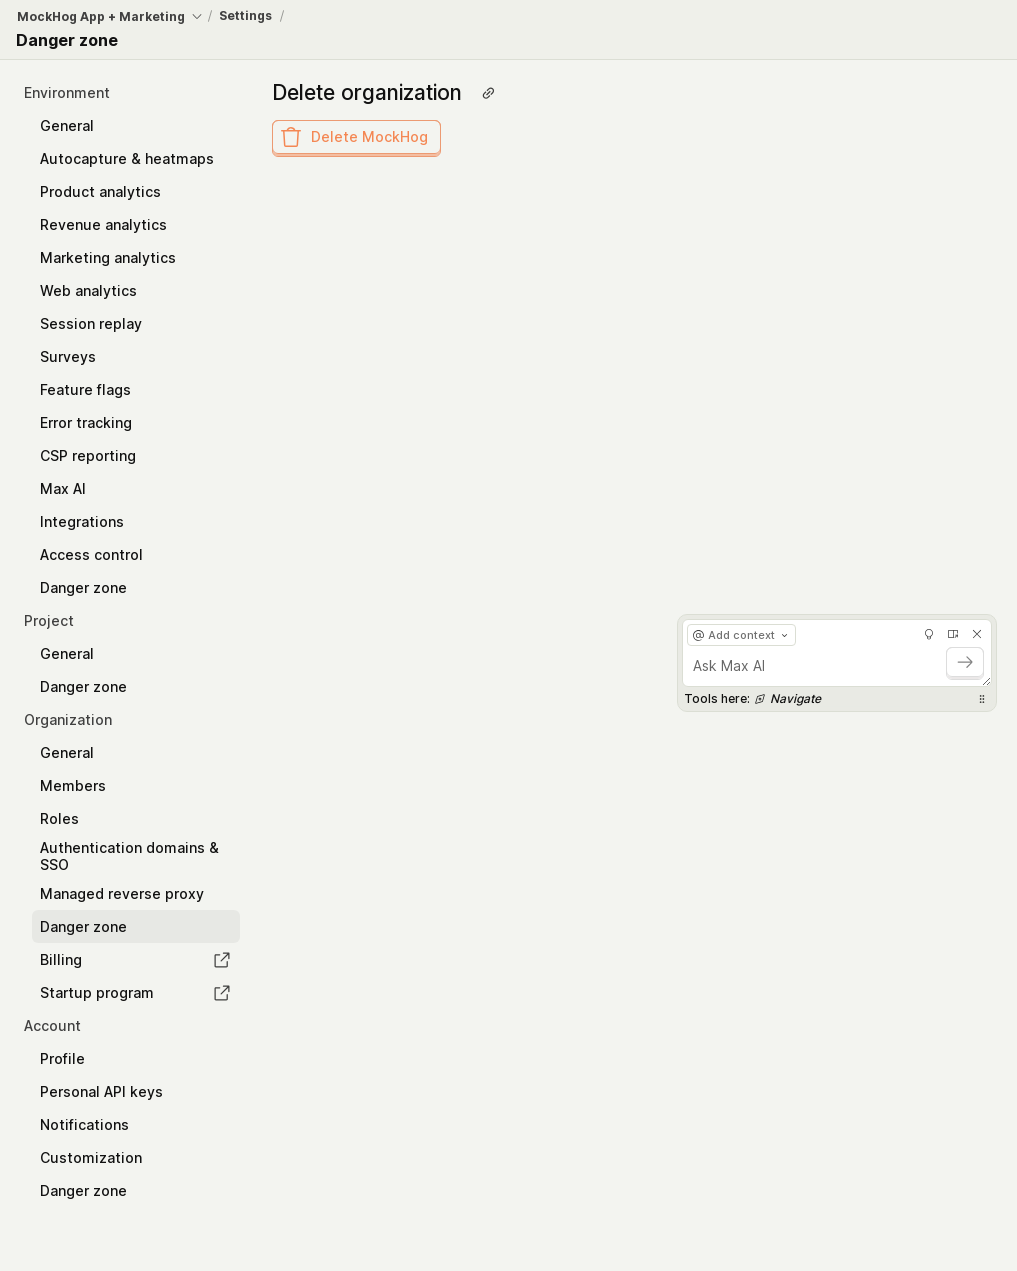 MockHog App + Marketing / Settings /
Danger zone
Environment
General
Autocapture & heatmaps
Product analytics
Revenue analytics
Marketing analytics
Web analytics
Session replay
Surveys
Feature flags
Error tracking
CSP reporting
Max AI
Integrations
Access control
Danger zone
Project
General
Danger zone
Organization
General
Members
Roles
Authentication domains &
SSO
Managed reverse proxy
Danger zone
Billing
Startup program
Account
Profile
Personal API keys
Notifications
Customization
Danger zone
Delete organization
Delete MockHog
@ Add context
Ask Max AI
Tools here: Navigate